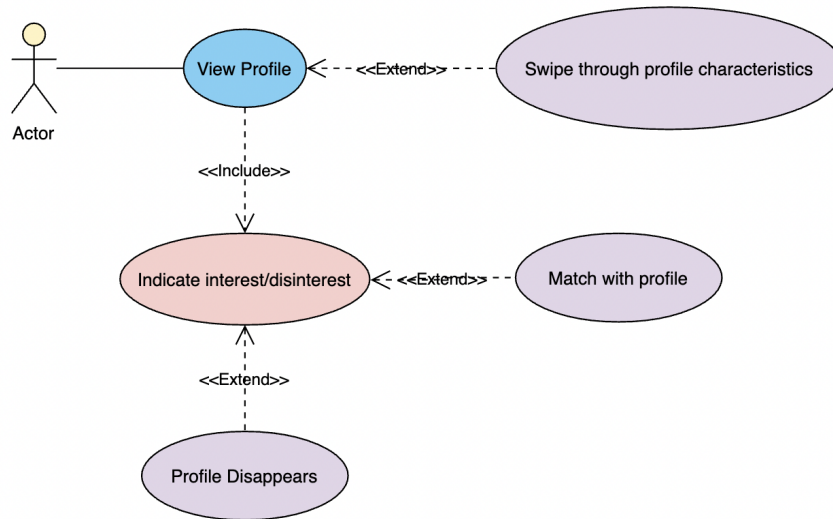 View Profile
<<Extend>>
Swipe through profile characteristics
Actor
<<Include>>
Indicate interest/disinterest
<<Extend>>
Match with profile
<<Extend>>
Profile Disappears